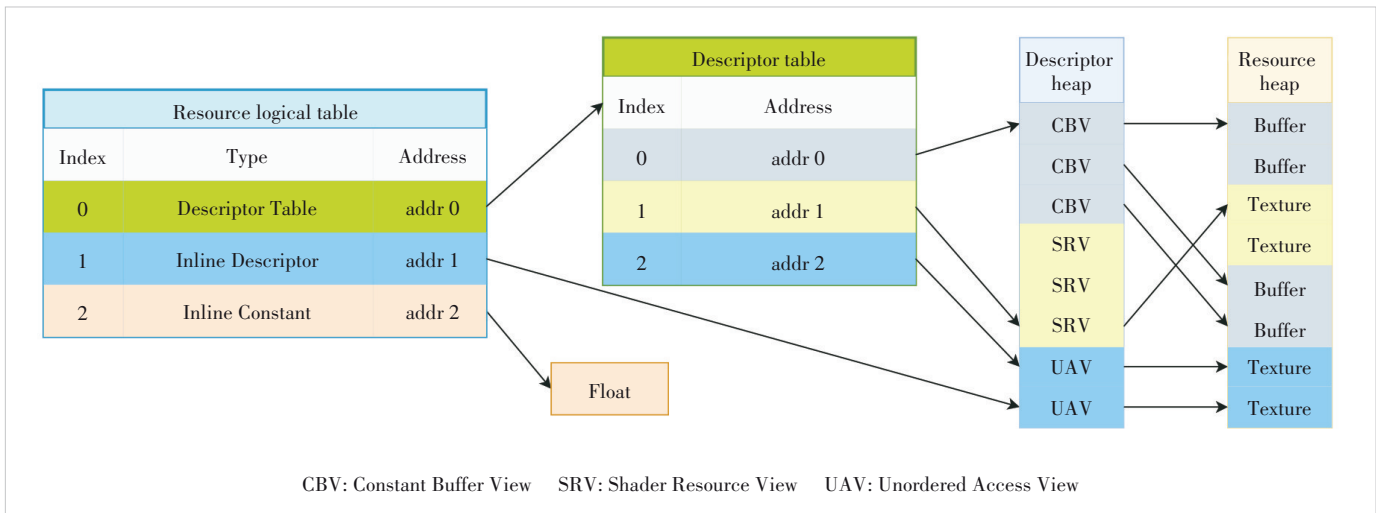 Resource logical table
Index Type Address
0 Descriptor Table addr 0
1 Inline Descriptor addr 1
2 Inline Constant addr 2
Float
Descriptor table
Index Address
0 addr 0
1 addr 1
2 addr 2
Descriptor
heap
CBV
CBV
CBV
SRV
SRV
SRV
UAV
UAV
Resource
heap
Buffer
Buffer
Texture
Texture
Buffer
Buffer
Texture
Texture
CBV: Constant Buffer View SRV: Shader Resource View UAV: Unordered Access View